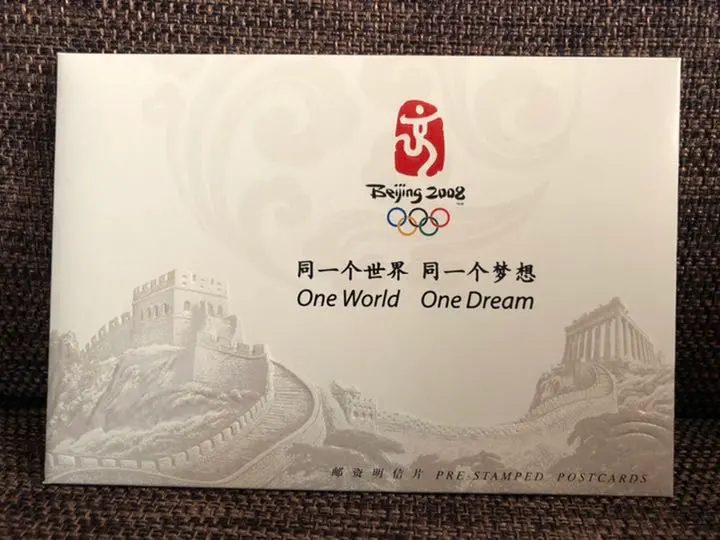 Beijing 2008
同一个世界 同一个梦想
One World One Dream
邮资明信片 PRE-STAMPED POSTCARDS